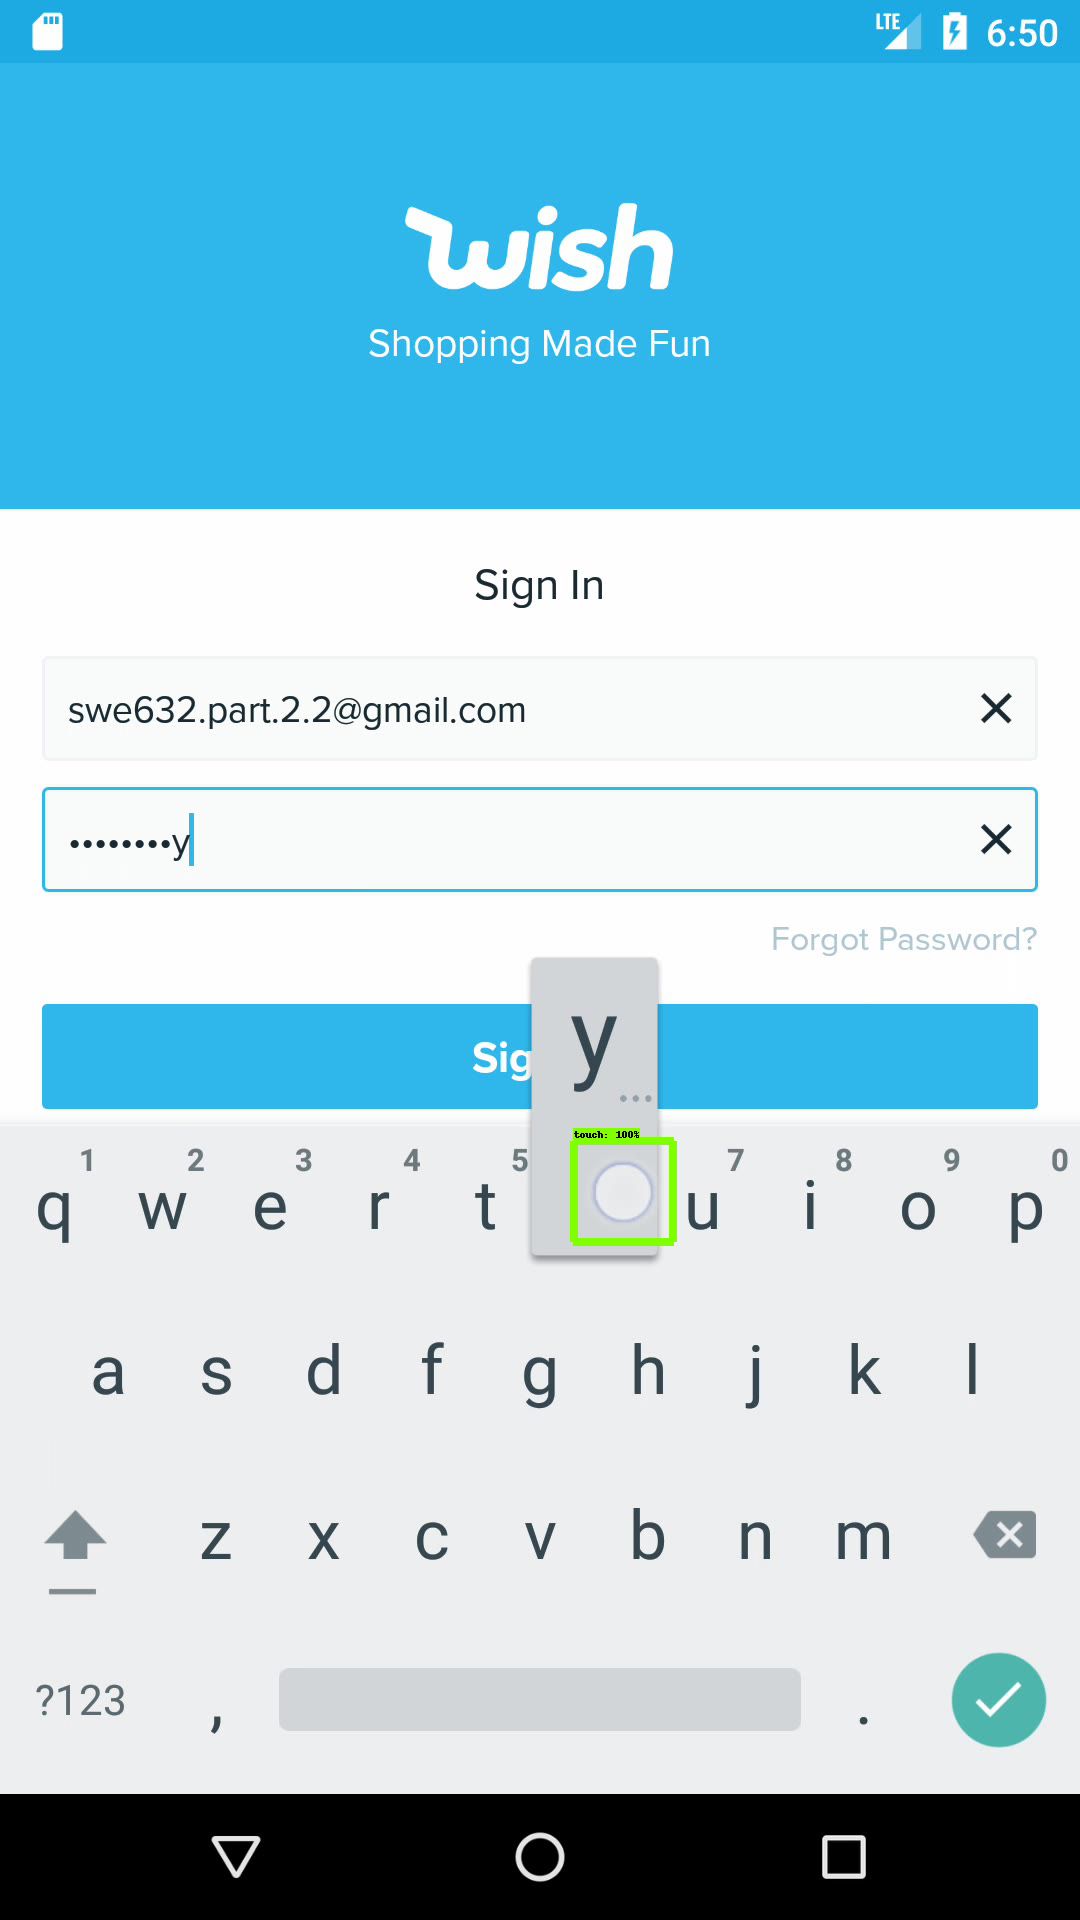 LTE 6:50
wish
Shopping Made Fun
Sign In
swe632.part.2.2@gmail.com
••••••••y
Forgot Password?
Sig
y
...
touch: 100%
1 2 3 4 5 7 8 9 0
q w e r t u i o p
a s d f g h j k l
z x c v b n m
?123 , .